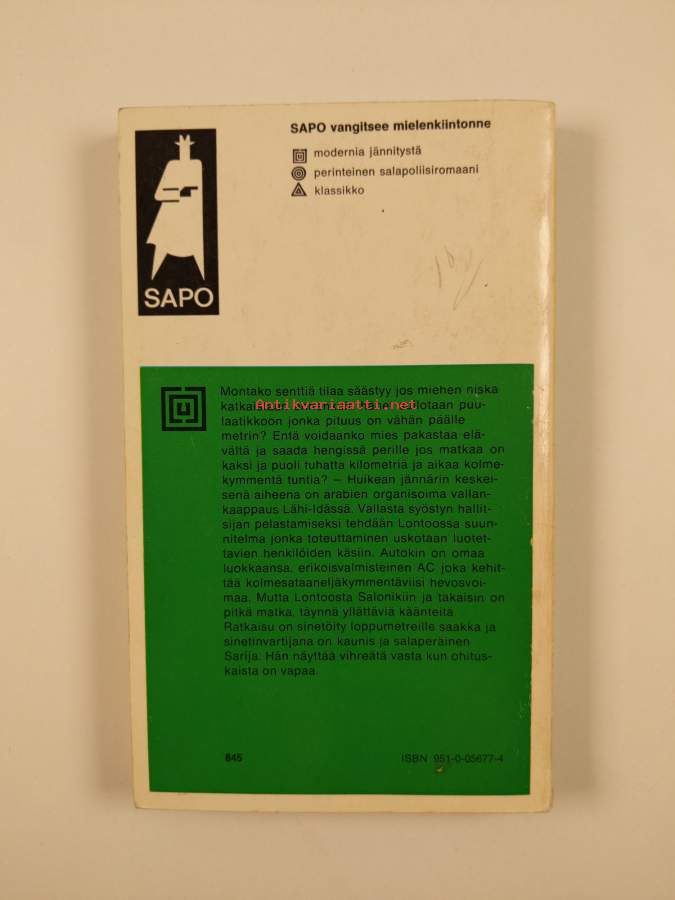 SAPO vangitsee mielenkiintonne
modernia jännitystä
perinteinen salapoliisiromaani
klassikko
SAPO
Montako senttiä tilaa säästyy jos miehen niska
Antikvariaatti.net
puu-
laatikkoon jonka pituus on vähän päälle
metrin? Entä voidaanko mies pakastaa elä-
vältä ja saada hengissä perille jos matkaa on
kaksi ja puoli tuhatta kilometriä ja aikaa kolme-
kymmentä tuntia? – Huikean jännärin keskei-
senä aiheena on arabien organisoima vallan-
kaappaus Lähi-Idässä. Vallasta syöstyn hallit-
sijan pelastamiseksi tehdään Lontoossa suun-
nitelma jonka toteuttaminen uskotaan luotet-
tavien henkilöiden käsiin. Autokin on omaa
luokkaansa, erikoisvalmisteinen AC joka kehit-
tää kolmesataaneljäkymmentäviisi hevosvoi-
maa. Mutta Lontoosta Salonikiin ja takaisin on
pitkä matka, täynnä yllättäviä käänteitä.
Ratkaisu on sinetöity loppumetreille saakka ja
sinetinvartijana on kaunis ja salaperäinen
Sarija. Hän näyttää vihreätä vasta kun ohitus-
kaista on vapaa.
845
ISBN 951-0-05677-4